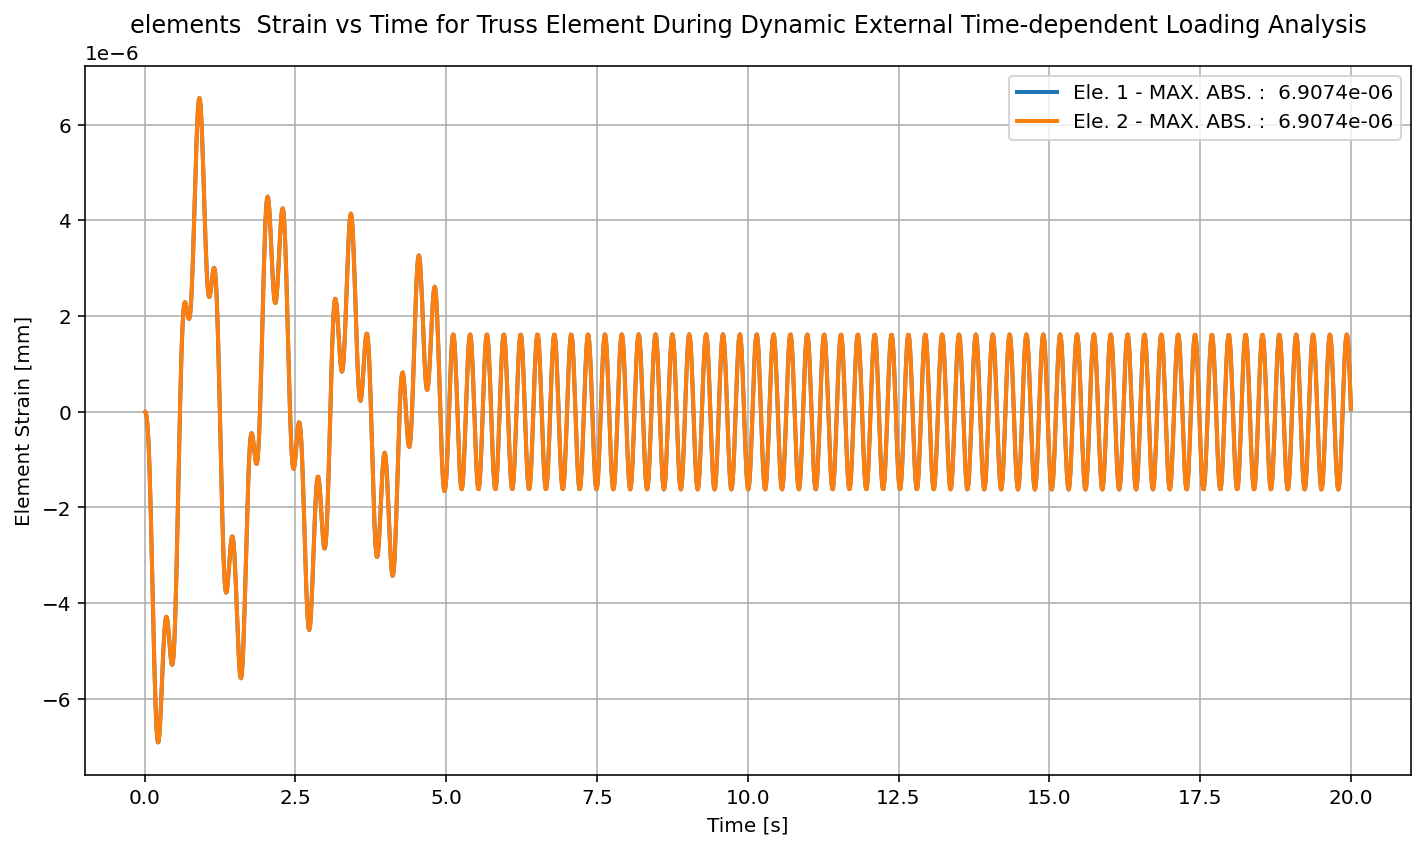 elements  Strain vs Time for Truss Element During Dynamic External Time-dependent Loading Analysis
1e−6
Ele. 1 - MAX. ABS. :  6.9074e-06
Ele. 2 - MAX. ABS. :  6.9074e-06
6
4
2
0
−2
−4
−6
Element Strain [mm]
0.0 2.5 5.0 7.5 10.0 12.5 15.0 17.5 20.0
Time [s]